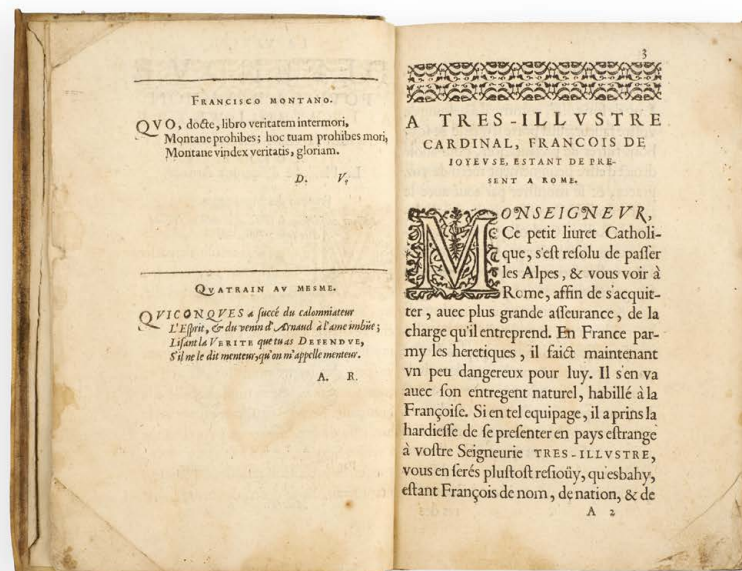 FRANCISCO MONTANO.
QVO, docte, libro veritatem intermori,
Montane prohibes; hoc tuam prohibes mori,
Montane vindex veritatis, gloriam.
D. V.
QVATRAIN AV MESME.
QVICONQVES a succé du calomniateur
L'Esprit, & du venin d'Arnaud à l'ame imbüe;
Lisant la VERITE que tu as DEFENDVE,
S'il ne le dit menteur, qu'on m'appelle menteur.
A. R.
3
A TRES-ILLVSTRE
CARDINAL, FRANCOIS DE
IOYEVSE, ESTANT DE PRE-
SENT A ROME.
MONSEIGNEVR,
Ce petit liuret Catholi-
que, s'est resolu de passer
les Alpes, & vous voir à
Rome, affin de s'acquit-
ter, auec plus grande asseurance, de la
charge qu'il entreprend. En France par-
my les heretiques, il faict maintenant
vn peu dangereux pour luy. Il s'en va
auec son entregent naturel, habillé à la
Françoise. Si en tel equipage, il a prins la
hardiesse de se presenter en pays estrange
à vostre Seigneurie TRES-ILLVSTRE,
vous en serés plustost resioüy, qu'esbahy,
estant François de nom, de nation, & de
A 2